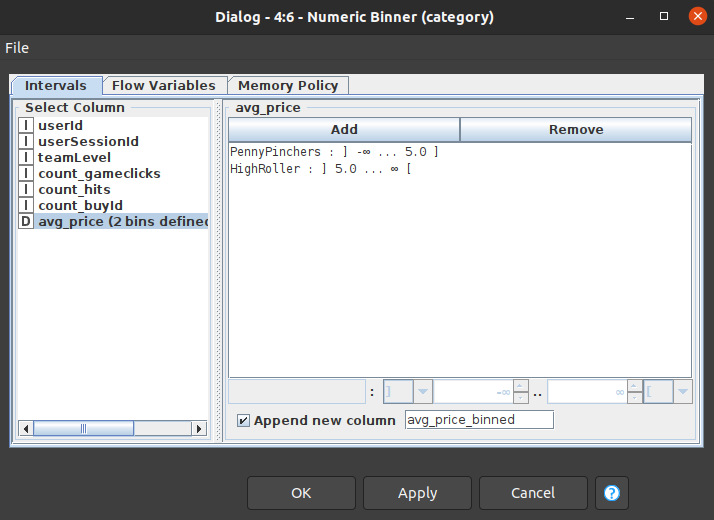 Dialog - 4:6 - Numeric Binner (category)
File
Intervals
Flow Variables
Memory Policy
Select Column
I userId
I userSessionId
I teamLevel
I count_gameclicks
I count_hits
I count_buyId
D avg_price (2 bins defined
avg_price
Add
Remove
PennyPinchers : ] -∞ ... 5.0 ]
HighRoller : ] 5.0 ... ∞ [
: ] -∞ .. ∞ [
Append new column avg_price_binned
OK
Apply
Cancel
?